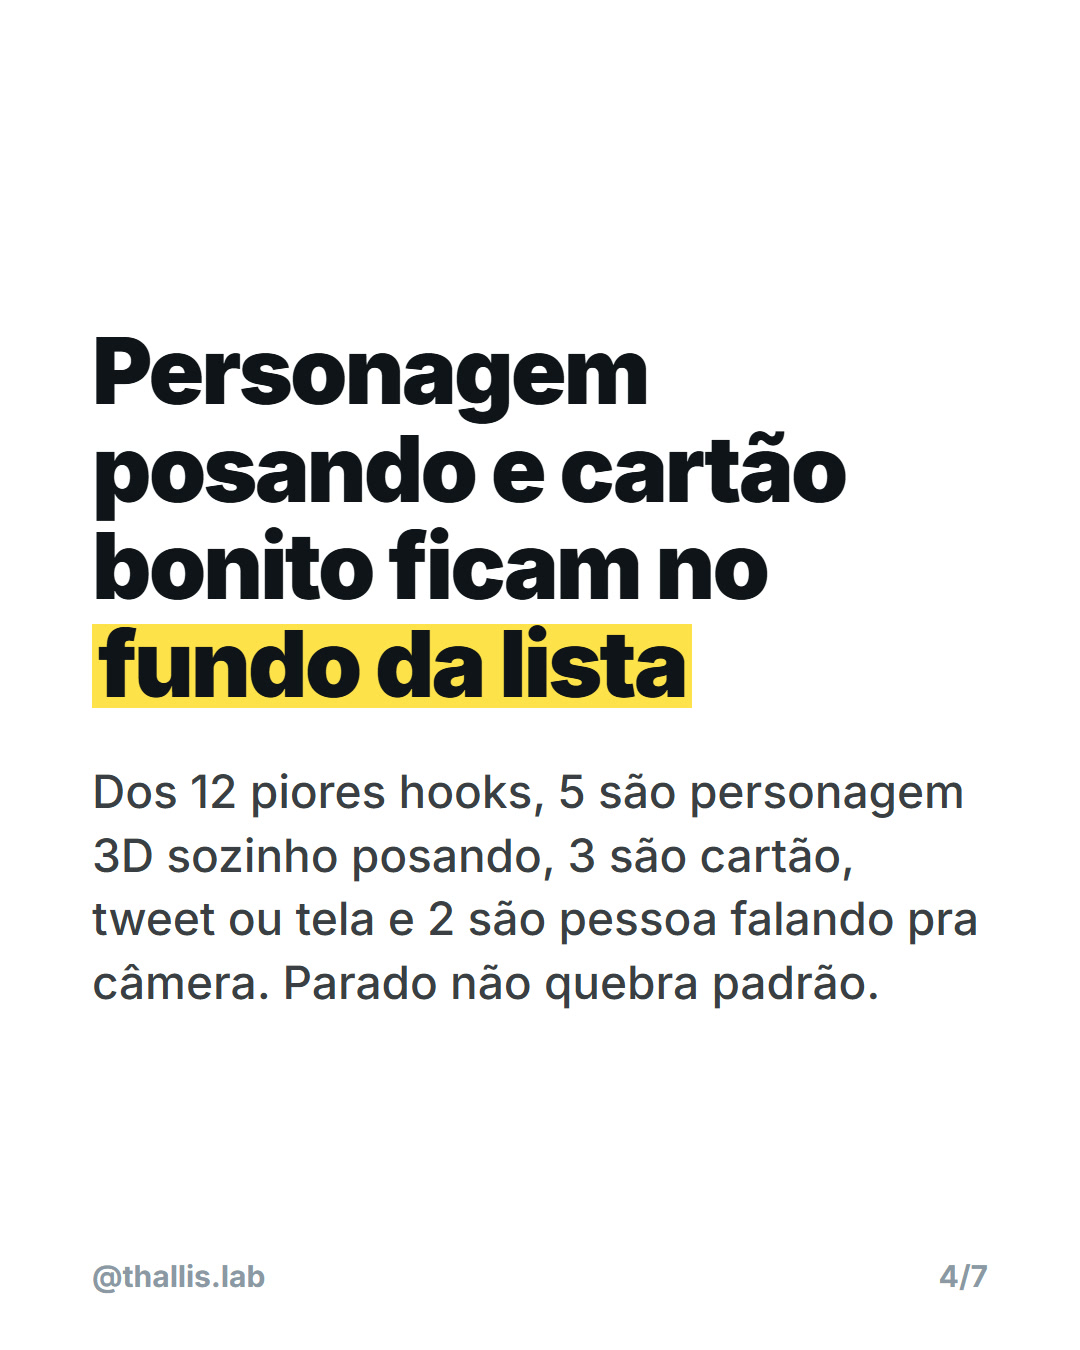 Personagem
posando e cartão
bonito ficam no
fundo da lista
Dos 12 piores hooks, 5 são personagem
3D sozinho posando, 3 são cartão,
tweet ou tela e 2 são pessoa falando pra
câmera. Parado não quebra padrão.
@thallis.lab
4/7